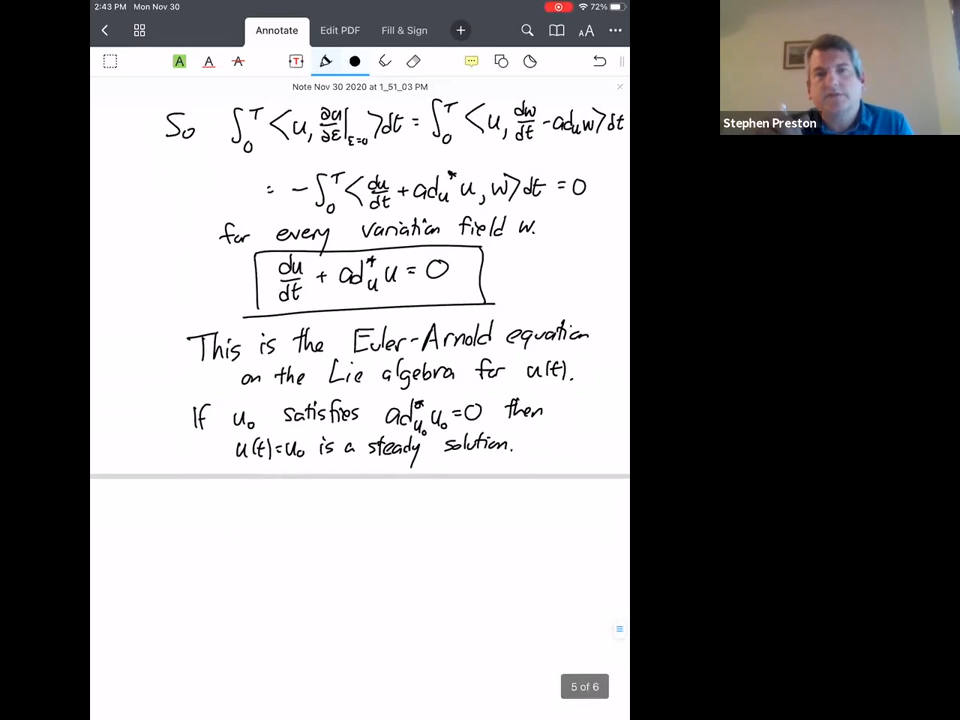 2:43 PM Mon Nov 30
72%
Annotate Edit PDF Fill & Sign
AA
Note Nov 30 2020 at 1_51_03 PM
So ∫₀ᵀ <u, ∂u/∂ε|ε=0 >dt = ∫₀ᵀ <u, dw/dt - ad_u w> dt
= - ∫₀ᵀ < du/dt + ad_u* u, w> dt = 0
for every variation field w.
du/dt + ad_u* u = 0
This is the Euler-Arnold equation
on the Lie algebra for u(t).
If u₀ satisfies ad_u₀* u₀ = 0 then
u(t)=u₀ is a steady solution.
5 of 6
Stephen Preston